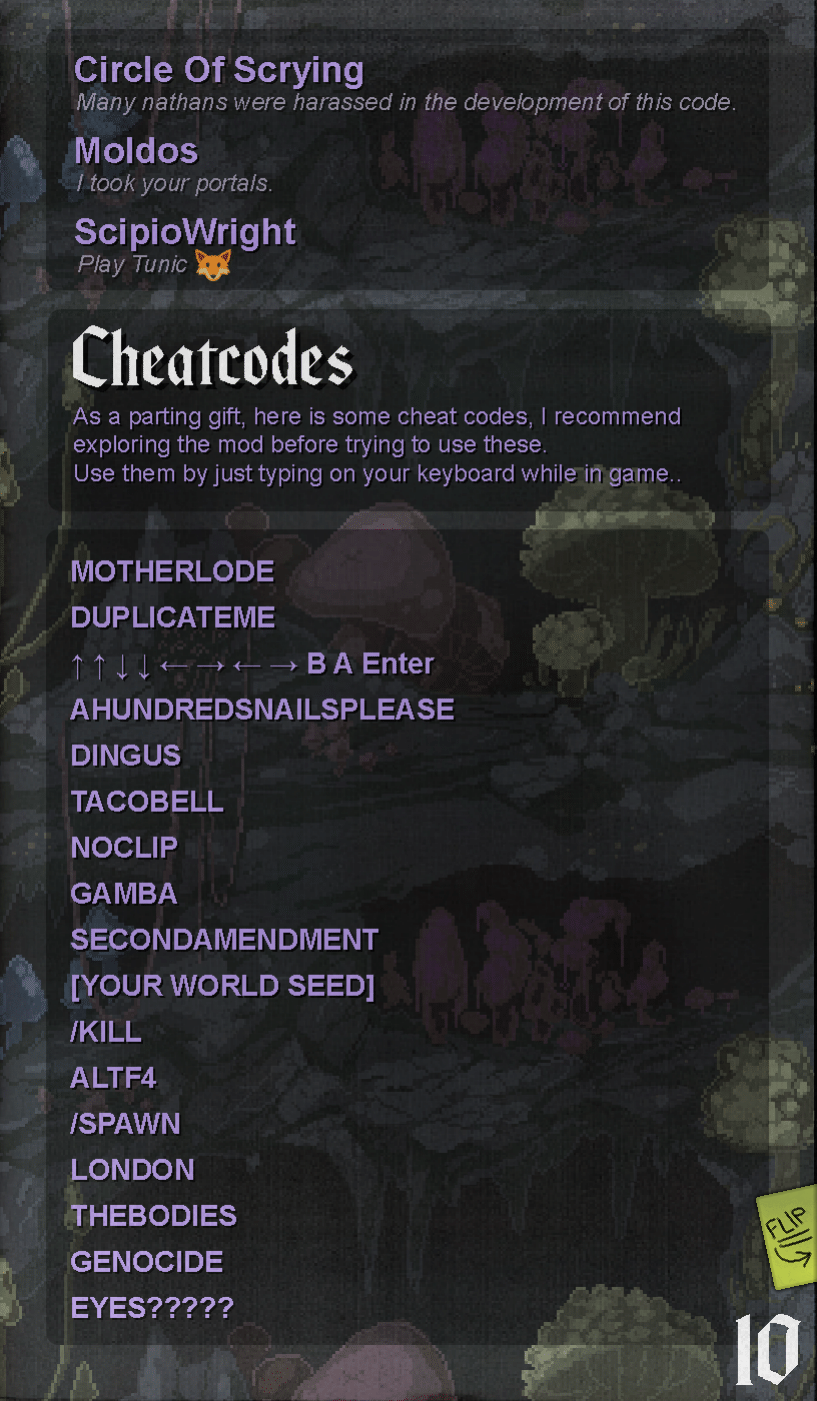 Circle Of Scrying
Many nathans were harassed in the development of this code.
Moldos
I took your portals.
ScipioWright
Play Tunic 🦊
Cheatcodes
As a parting gift, here is some cheat codes, I recommend
exploring the mod before trying to use these.
Use them by just typing on your keyboard while in game..
MOTHERLODE
DUPLICATEME
↑↑↓↓←→←→ B A Enter
AHUNDREDSNAILSPLEASE
DINGUS
TACOBELL
NOCLIP
GAMBA
SECONDAMENDMENT
[YOUR WORLD SEED]
/KILL
ALTF4
/SPAWN
LONDON
THEBODIES
GENOCIDE
EYES?????
FLIP
10